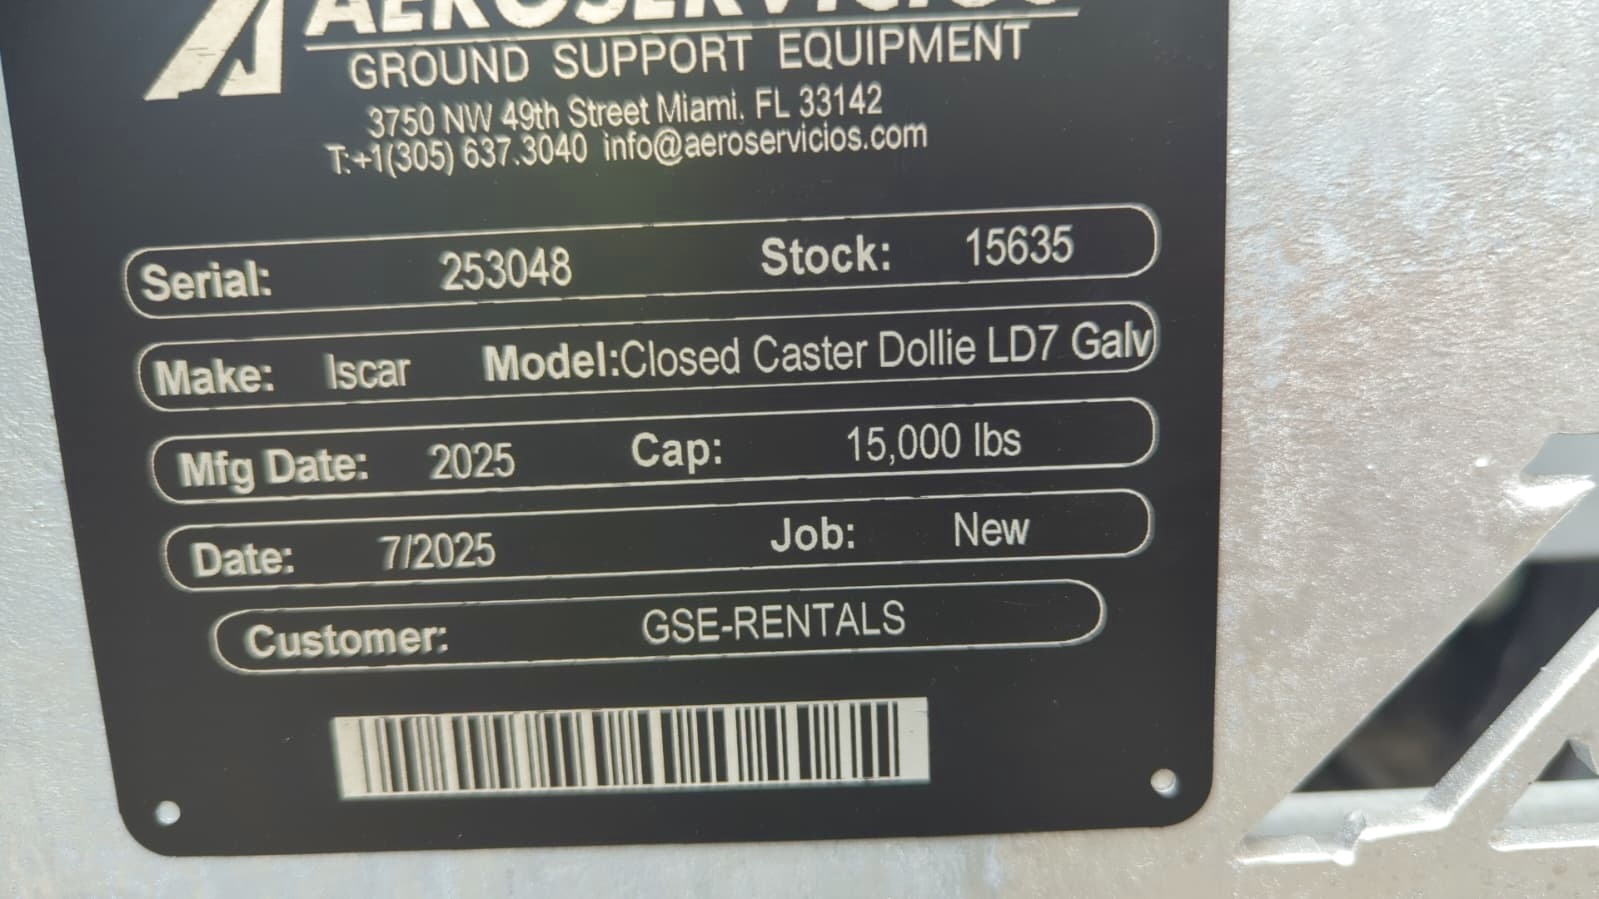 AEROSERVICIOS
GROUND SUPPORT EQUIPMENT
3750 NW 49th Street Miami, FL 33142
T:+1(305) 637.3040 info@aeroservicios.com
Serial: 253048 Stock: 15635
Make: Iscar Model:Closed Caster Dollie LD7 Galv
Mfg Date: 2025 Cap: 15,000 lbs
Date: 7/2025 Job: New
Customer: GSE-RENTALS